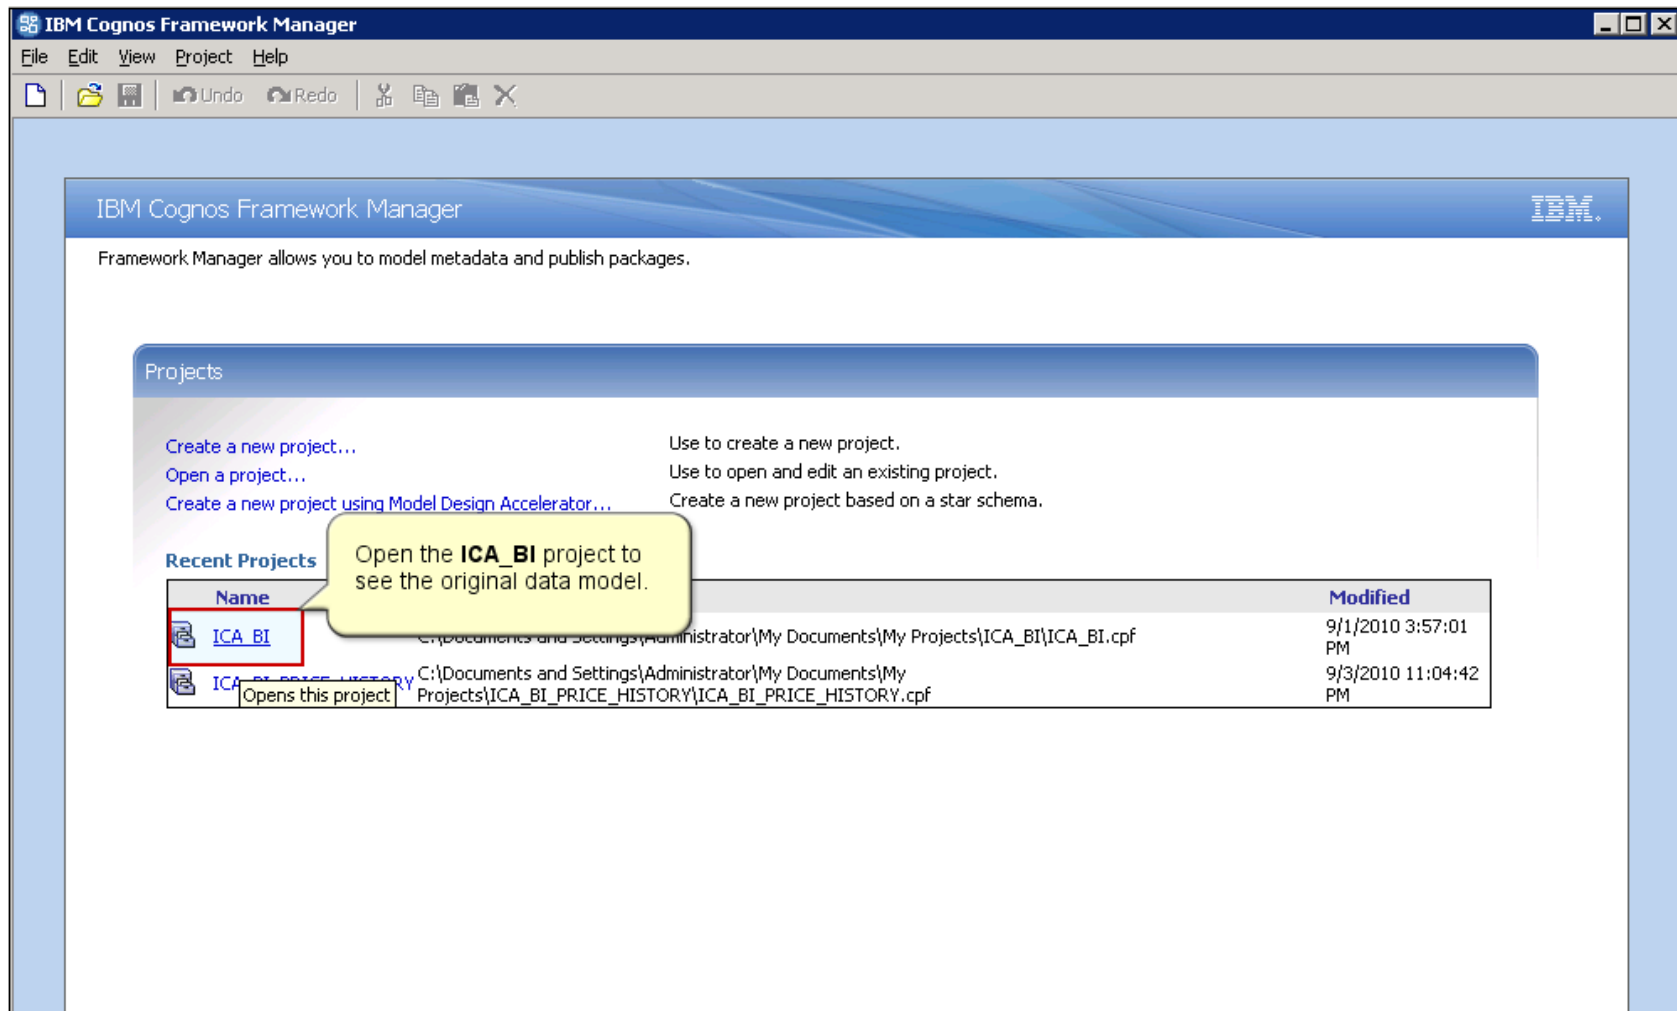 IBM Cognos Framework Manager
File Edit View Project Help
Undo Redo
IBM Cognos Framework Manager IBM.
Framework Manager allows you to model metadata and publish packages.
Projects
Create a new project... Use to create a new project.
Open a project... Use to open and edit an existing project.
Create a new project using Model Design Accelerator... Create a new project based on a star schema.
Open the ICA_BI project to
see the original data model.
Recent Projects
Name Modified
ICA_BI C:\Documents and Settings\Administrator\My Documents\My Projects\ICA_BI\ICA_BI.cpf 9/1/2010 3:57:01
PM
C:\Documents and Settings\Administrator\My Documents\My 9/3/2010 11:04:42
Projects\ICA_BI_PRICE_HISTORY\ICA_BI_PRICE_HISTORY.cpf PM
Opens this project